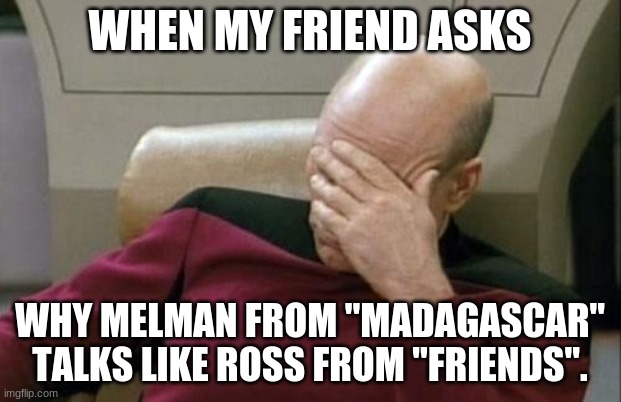 WHEN MY FRIEND ASKS
WHY MELMAN FROM "MADAGASCAR"
TALKS LIKE ROSS FROM "FRIENDS".
imgflip.com